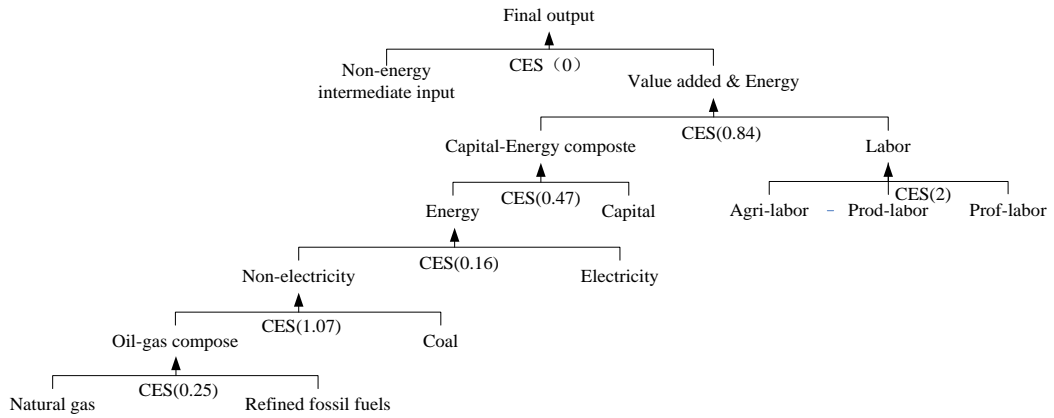 Final output
CES（0）
Non-energy
intermediate input
Value added & Energy
CES(0.84)
Capital-Energy composte
Labor
CES(0.47)
CES(2)
Energy
Capital
Agri-labor - Prod-labor Prof-labor
CES(0.16)
Non-electricity
Electricity
CES(1.07)
Oil-gas compose
Coal
CES(0.25)
Natural gas
Refined fossil fuels